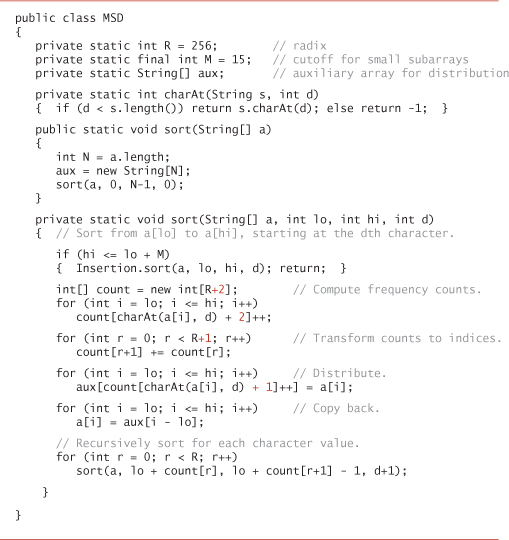 public class MSD
{
private static int R = 256; // radix
private static final int M = 15; // cutoff for small subarrays
private static String[] aux; // auxiliary array for distribution
private static int charAt(String s, int d)
{ if (d < s.length()) return s.charAt(d); else return -1; }
public static void sort(String[] a)
{
int N = a.length;
aux = new String[N];
sort(a, 0, N-1, 0);
}
private static void sort(String[] a, int lo, int hi, int d)
{ // Sort from a[lo] to a[hi], starting at the dth character.
if (hi <= lo + M)
{ Insertion.sort(a, lo, hi, d); return; }
int[] count = new int[R+2]; // Compute frequency counts.
for (int i = lo; i <= hi; i++)
count[charAt(a[i], d) + 2]++;
for (int r = 0; r < R+1; r++) // Transform counts to indices.
count[r+1] += count[r];
for (int i = lo; i <= hi; i++) // Distribute.
aux[count[charAt(a[i], d) + 1]++] = a[i];
for (int i = lo; i <= hi; i++) // Copy back.
a[i] = aux[i - lo];
// Recursively sort for each character value.
for (int r = 0; r < R; r++)
sort(a, lo + count[r], lo + count[r+1] - 1, d+1);
}
}